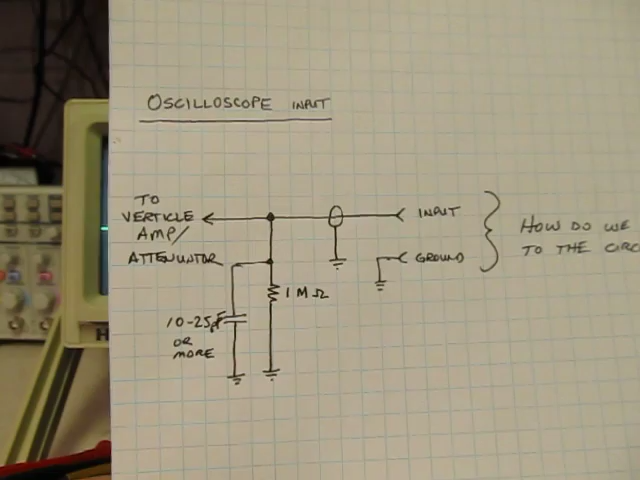 OSCILLOSCOPE INPUT
TO
VERTICLE
AMP/
ATTENUATOR
INPUT
GROUND
HOW DO WE
TO THE CIRC
1 MΩ
10-25pF
OR
MORE
H